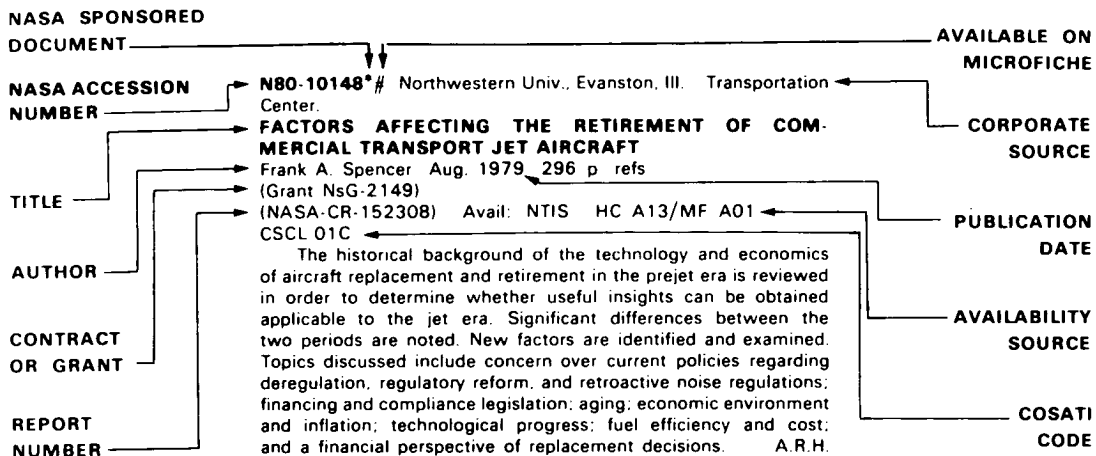 NASA SPONSORED
DOCUMENT
NASA ACCESSION
NUMBER
TITLE
AUTHOR
CONTRACT
OR GRANT
REPORT
NUMBER
N80-10148*# Northwestern Univ., Evanston, Ill. Transportation
Center.
FACTORS AFFECTING THE RETIREMENT OF COM-
MERCIAL TRANSPORT JET AIRCRAFT
Frank A. Spencer Aug. 1979 296 p refs
(Grant NsG-2149)
(NASA-CR-152308) Avail: NTIS HC A13/MF A01
CSCL 01C
The historical background of the technology and economics
of aircraft replacement and retirement in the prejet era is reviewed
in order to determine whether useful insights can be obtained
applicable to the jet era. Significant differences between the
two periods are noted. New factors are identified and examined.
Topics discussed include concern over current policies regarding
deregulation, regulatory reform, and retroactive noise regulations;
financing and compliance legislation; aging; economic environment
and inflation; technological progress; fuel efficiency and cost;
and a financial perspective of replacement decisions. A.R.H.
AVAILABLE ON
MICROFICHE
CORPORATE
SOURCE
PUBLICATION
DATE
AVAILABILITY
SOURCE
COSATI
CODE